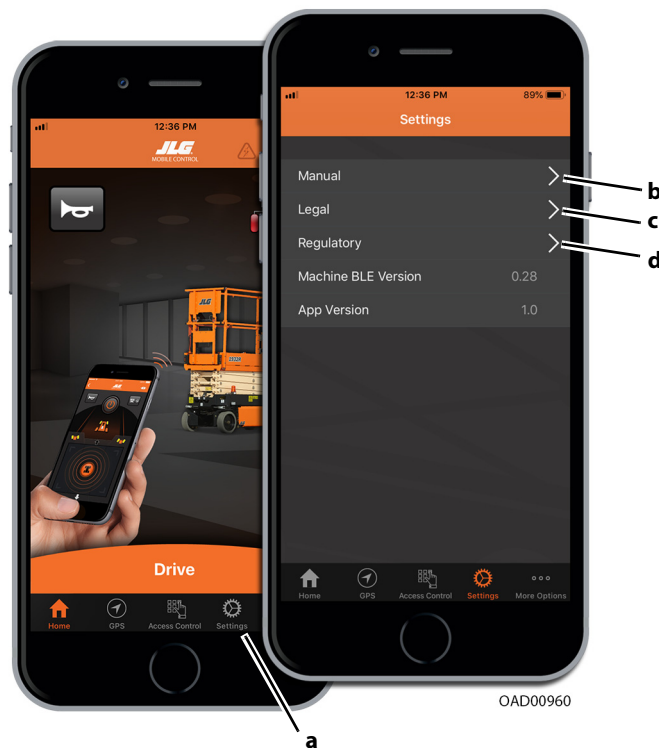 12:36 PM
JLG
MOBILE CONTROL
JLG
3232R
Drive
Home
GPS
Access Control
Settings
a
12:36 PM
89%
Settings
Manual
Legal
Regulatory
Machine BLE Version 0.28
App Version 1.0
Home
GPS
Access Control
Settings
More Options
b
c
d
OAD00960